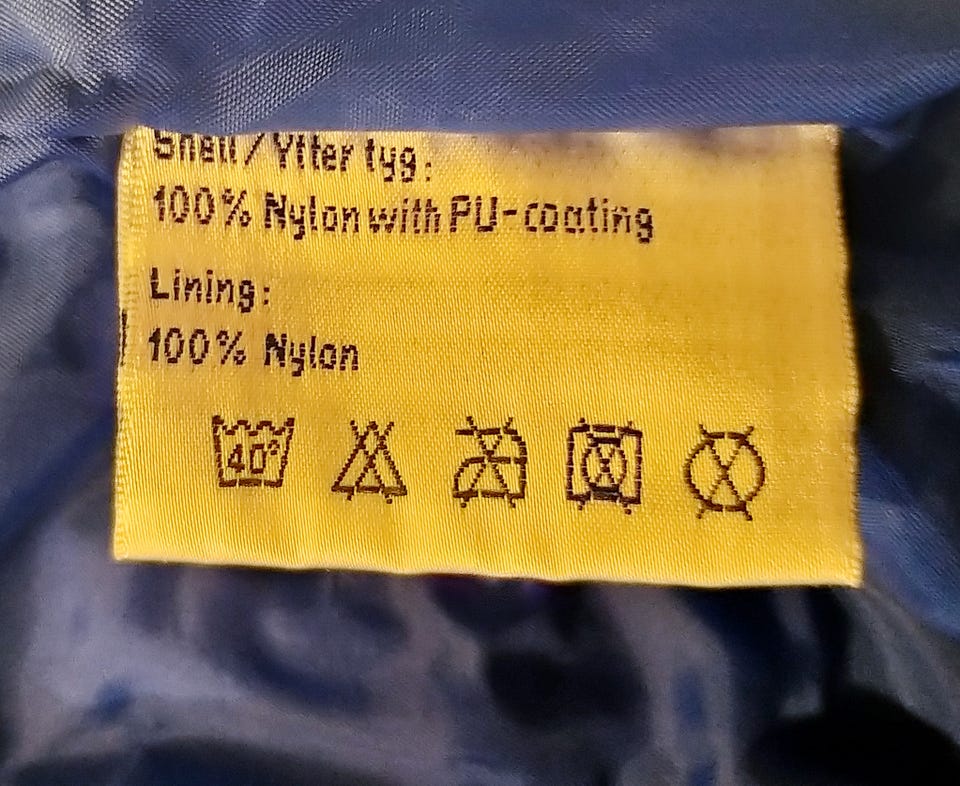 Shell/Ytter tyg:
100% Nylon with PU-coating
Lining:
100% Nylon
40°